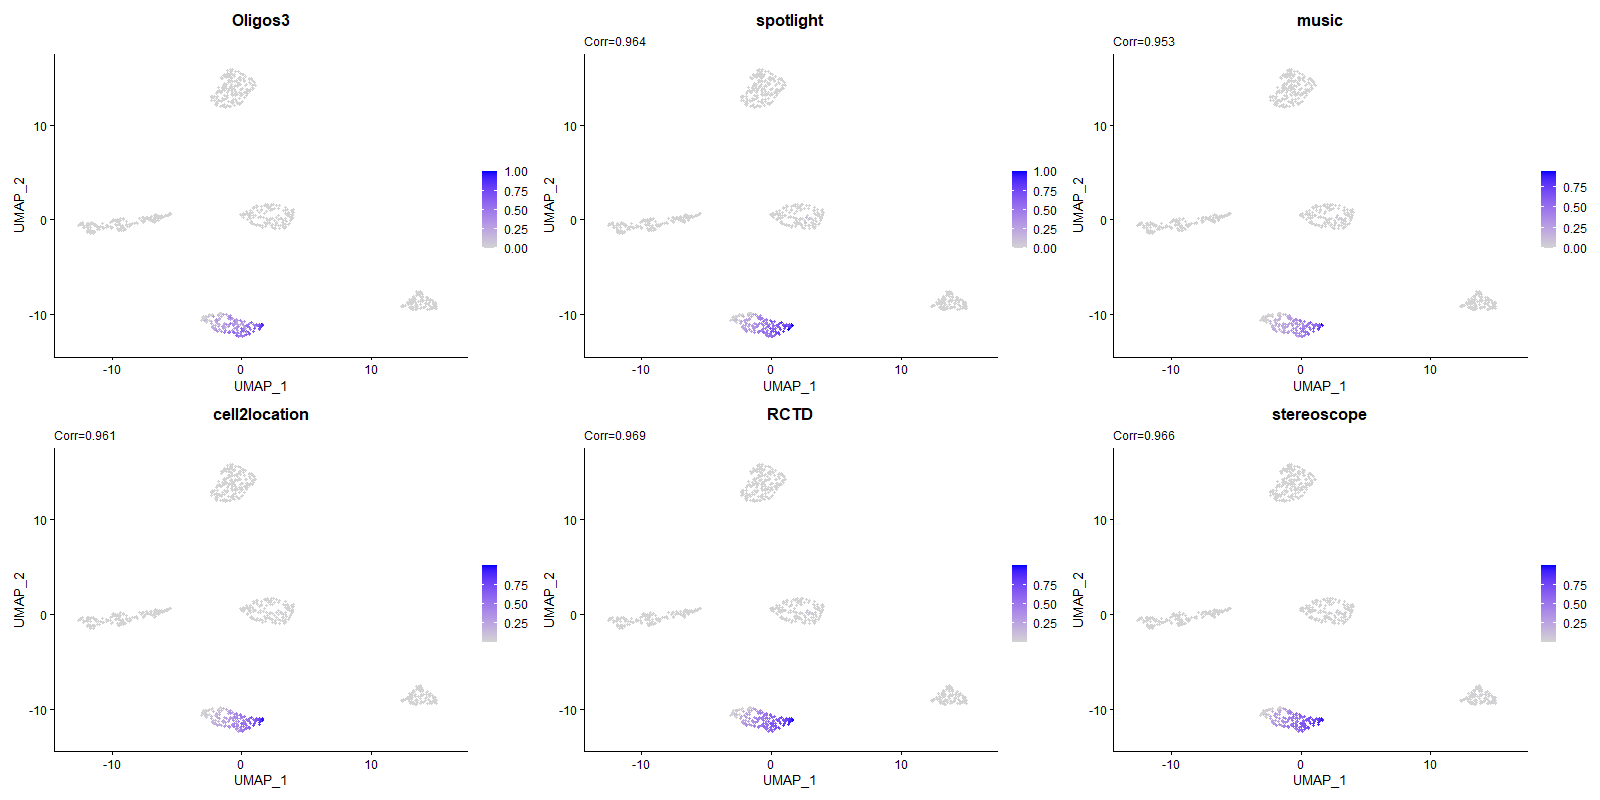 Oligos3
UMAP_2
10
0
-10
-10
0
10
UMAP_1
1.00
0.75
0.50
0.25
0.00
spotlight
Corr=0.964
UMAP_2
10
0
-10
-10
0
10
UMAP_1
1.00
0.75
0.50
0.25
0.00
music
Corr=0.953
UMAP_2
10
0
-10
-10
0
10
UMAP_1
0.75
0.50
0.25
0.00
cell2location
Corr=0.961
UMAP_2
10
0
-10
-10
0
10
UMAP_1
0.75
0.50
0.25
RCTD
Corr=0.969
UMAP_2
10
0
-10
-10
0
10
UMAP_1
0.75
0.50
0.25
stereoscope
Corr=0.966
UMAP_2
10
0
-10
-10
0
10
UMAP_1
0.75
0.50
0.25